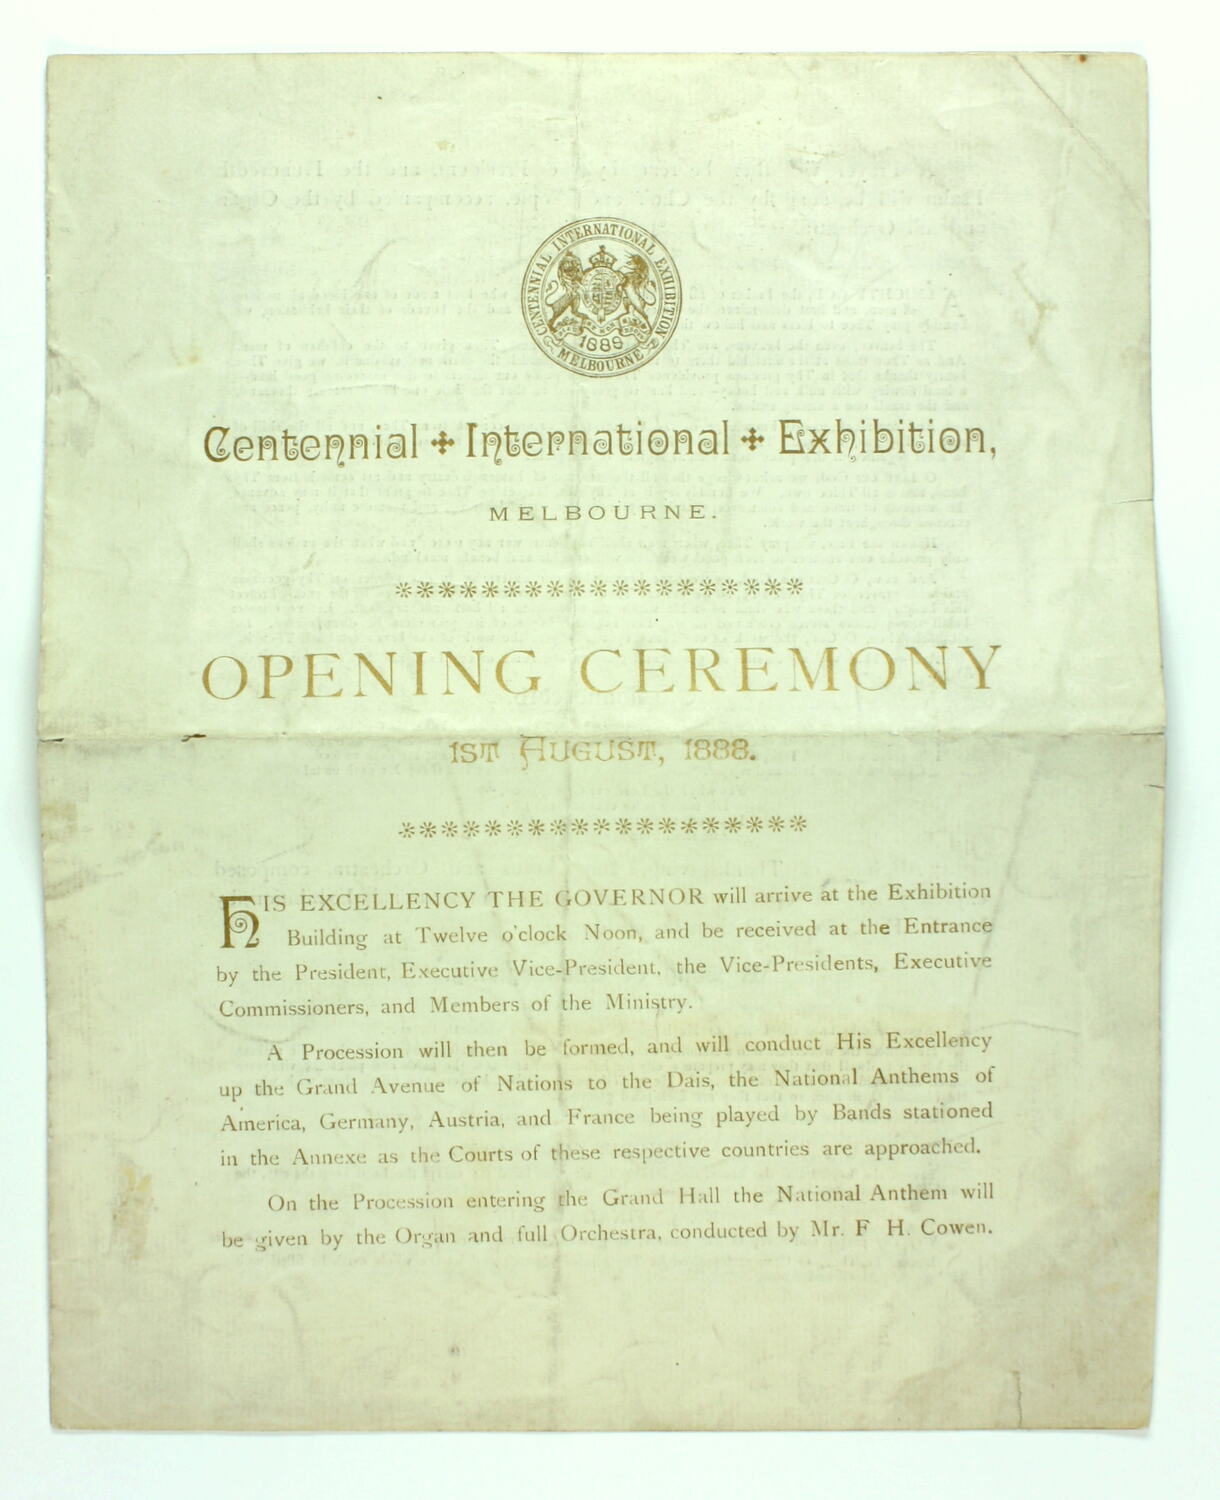 CENTENNIAL INTERNATIONAL EXHIBITION
1888
MELBOURNE
Centennial International Exhibition,
MELBOURNE.
OPENING CEREMONY
1ST AUGUST, 1888.
HIS EXCELLENCY THE GOVERNOR will arrive at the Exhibition
Building at Twelve o'clock Noon, and be received at the Entrance
by the President, Executive Vice-President, the Vice-Presidents, Executive
Commissioners, and Members of the Ministry.
A Procession will then be formed, and will conduct His Excellency
up the Grand Avenue of Nations to the Dais, the National Anthems of
America, Germany, Austria, and France being played by Bands stationed
in the Annexe as the Courts of these respective countries are approached.
On the Procession entering the Grand Hall the National Anthem will
be given by the Organ and full Orchestra, conducted by Mr. F H. Cowen.